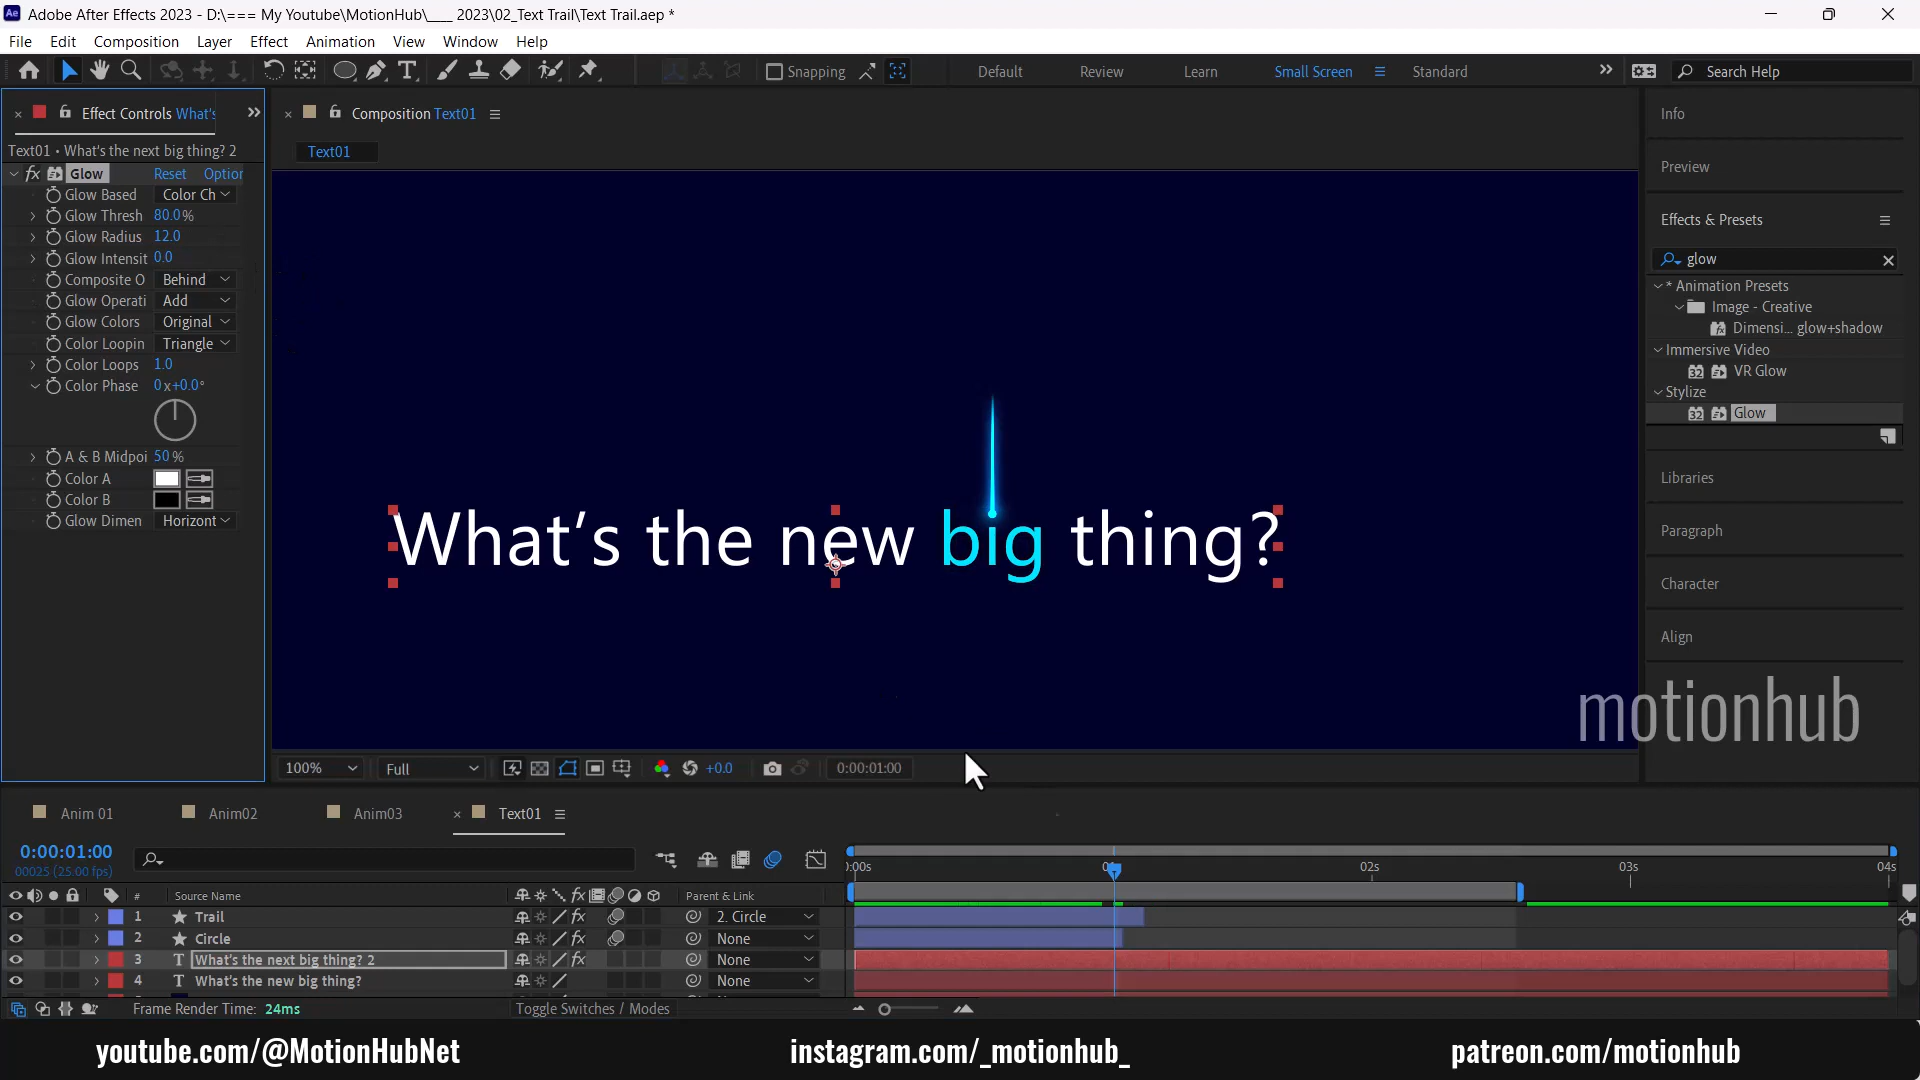 Adobe After Effects 2023 - D:\=== My Youtube\MotionHub\____ 2023\02_Text Trail\Text Trail.aep *
File Edit Composition Layer Effect Animation View Window Help
Snapping Default Review Learn Small Screen Standard Search Help
Effect Controls What's
Composition Text01
Info
Text01 • What's the next big thing? 2
Text01
fx Glow Reset Option
Glow Based Color Ch
Glow Thresh 80.0%
Glow Radius 12.0
Glow Intensit 0.0
Composite O Behind
Glow Operati Add
Glow Colors Original
Color Loopin Triangle
Color Loops 1.0
Color Phase 0x+0.0°
A & B Midpoi 50%
Color A
Color B
Glow Dimen Horizont
What's the new big thing?
Preview
Effects & Presets
glow
* Animation Presets
Image - Creative
Dimensi... glow+shadow
Immersive Video
32 VR Glow
Stylize
32 Glow
Libraries
Paragraph
Character
Align
motionhub
100% Full +0.0 0:00:01:00
Anim 01 Anim02 Anim03 Text01
0:00:01:00
00025 (25.00 fps)
02s 03s 04s
# Source Name fx Parent & Link
1 Trail fx 2. Circle
2 Circle fx None
3 T What's the next big thing? 2 fx None
4 T What's the new big thing? None
Frame Render Time: 24ms Toggle Switches / Modes
youtube.com/@MotionHubNet instagram.com/_motionhub_ patreon.com/motionhub